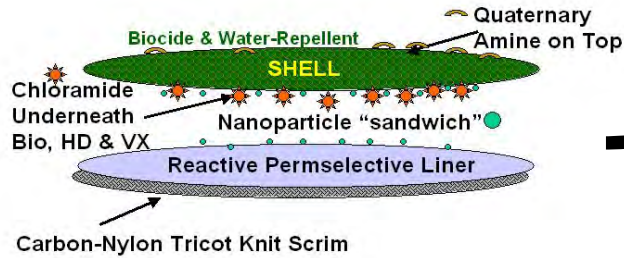 Quaternary
Amine on Top
Biocide & Water-Repellent
SHELL
Chloramide
Underneath
Bio, HD & VX
Nanoparticle "sandwich"
Reactive Permselective Liner
Carbon-Nylon Tricot Knit Scrim